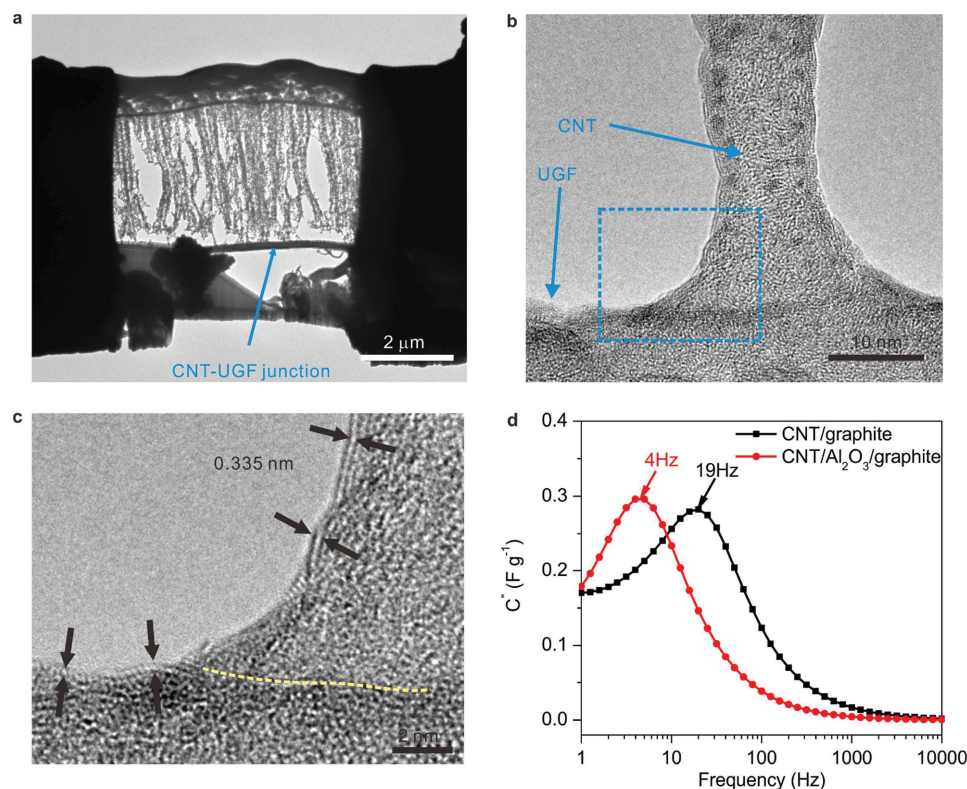 a
CNT-UGF junction
2 μm
b
CNT
UGF
10 nm
c
0.335 nm
2 nm
d
CNT/graphite
CNT/Al₂O₃/graphite
4Hz
19Hz
C" (F g⁻¹)
0.4
0.3
0.2
0.1
0.0
1 10 100 1000 10000
Frequency (Hz)